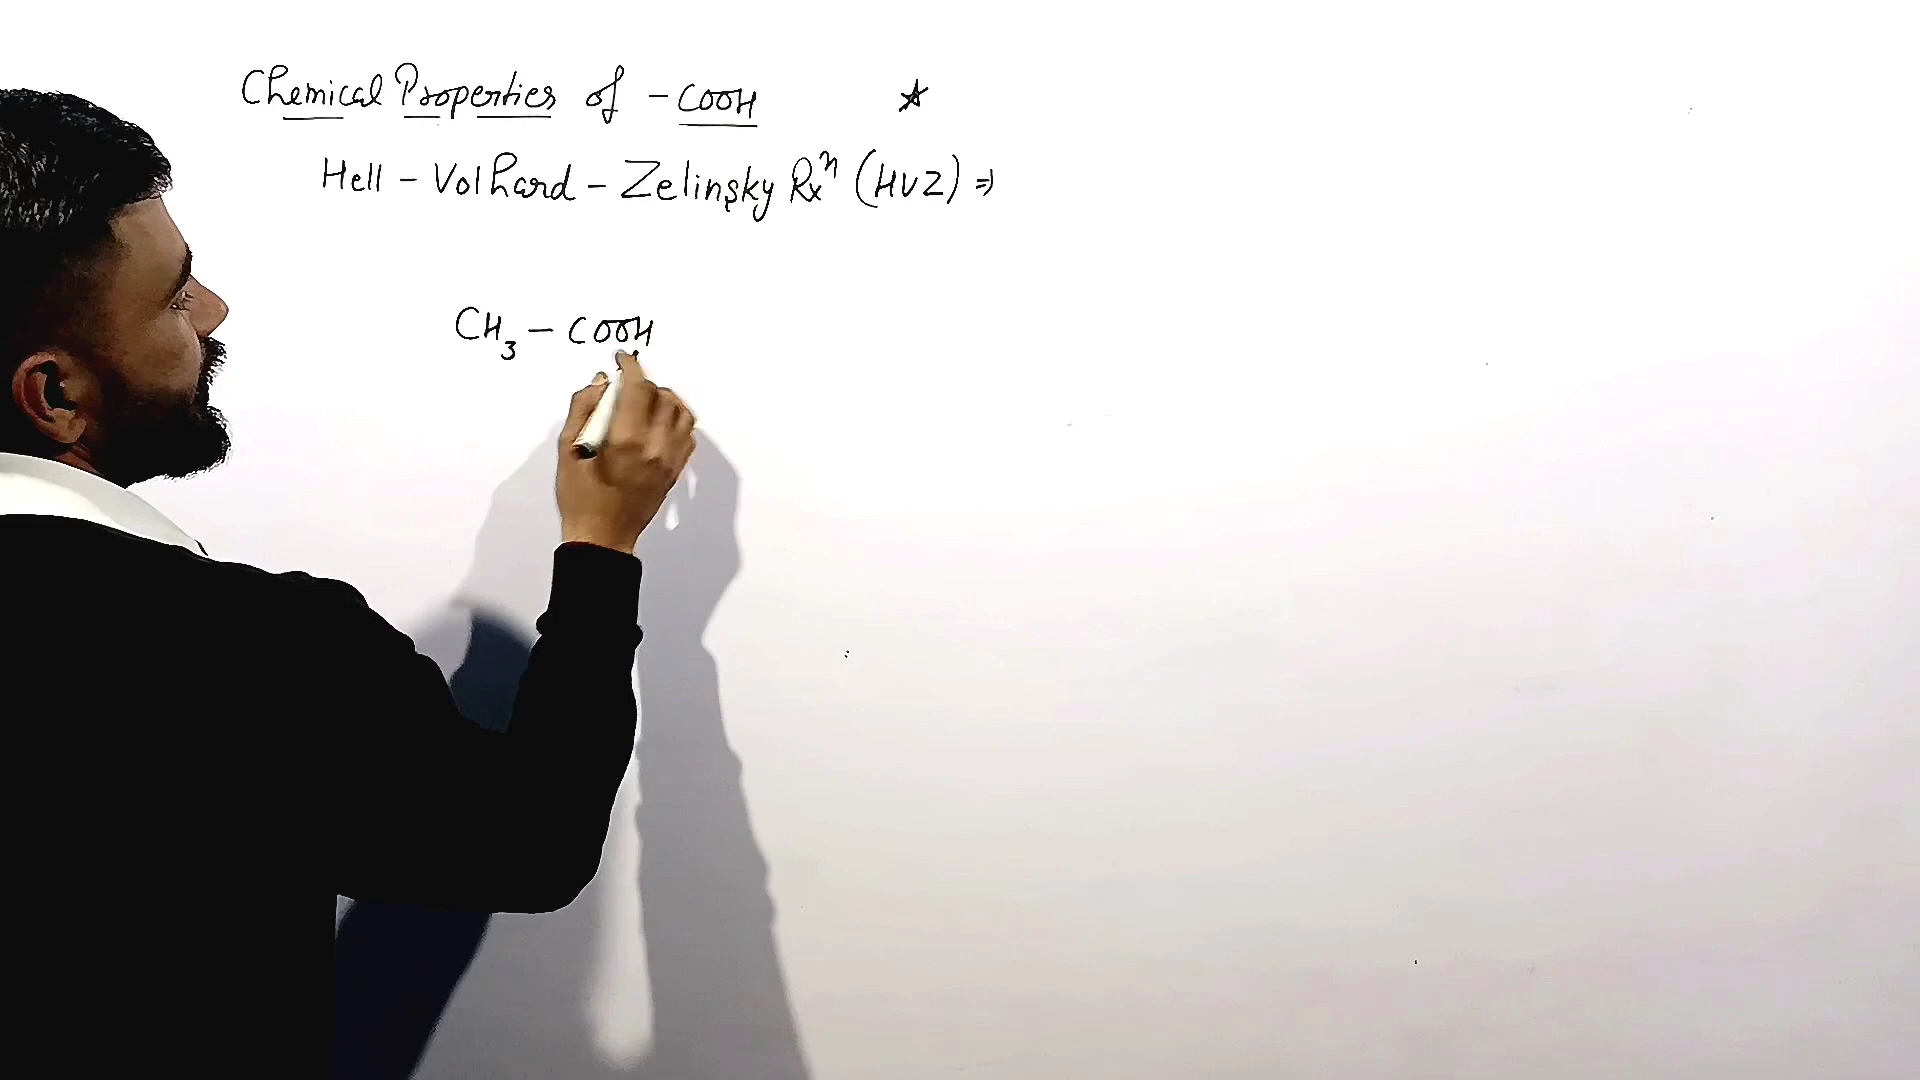 Chemical Properties of -COOH ☆
Hell-Volhard-Zelinsky Rxⁿ (HVZ) ⇒
CH₃-COOH